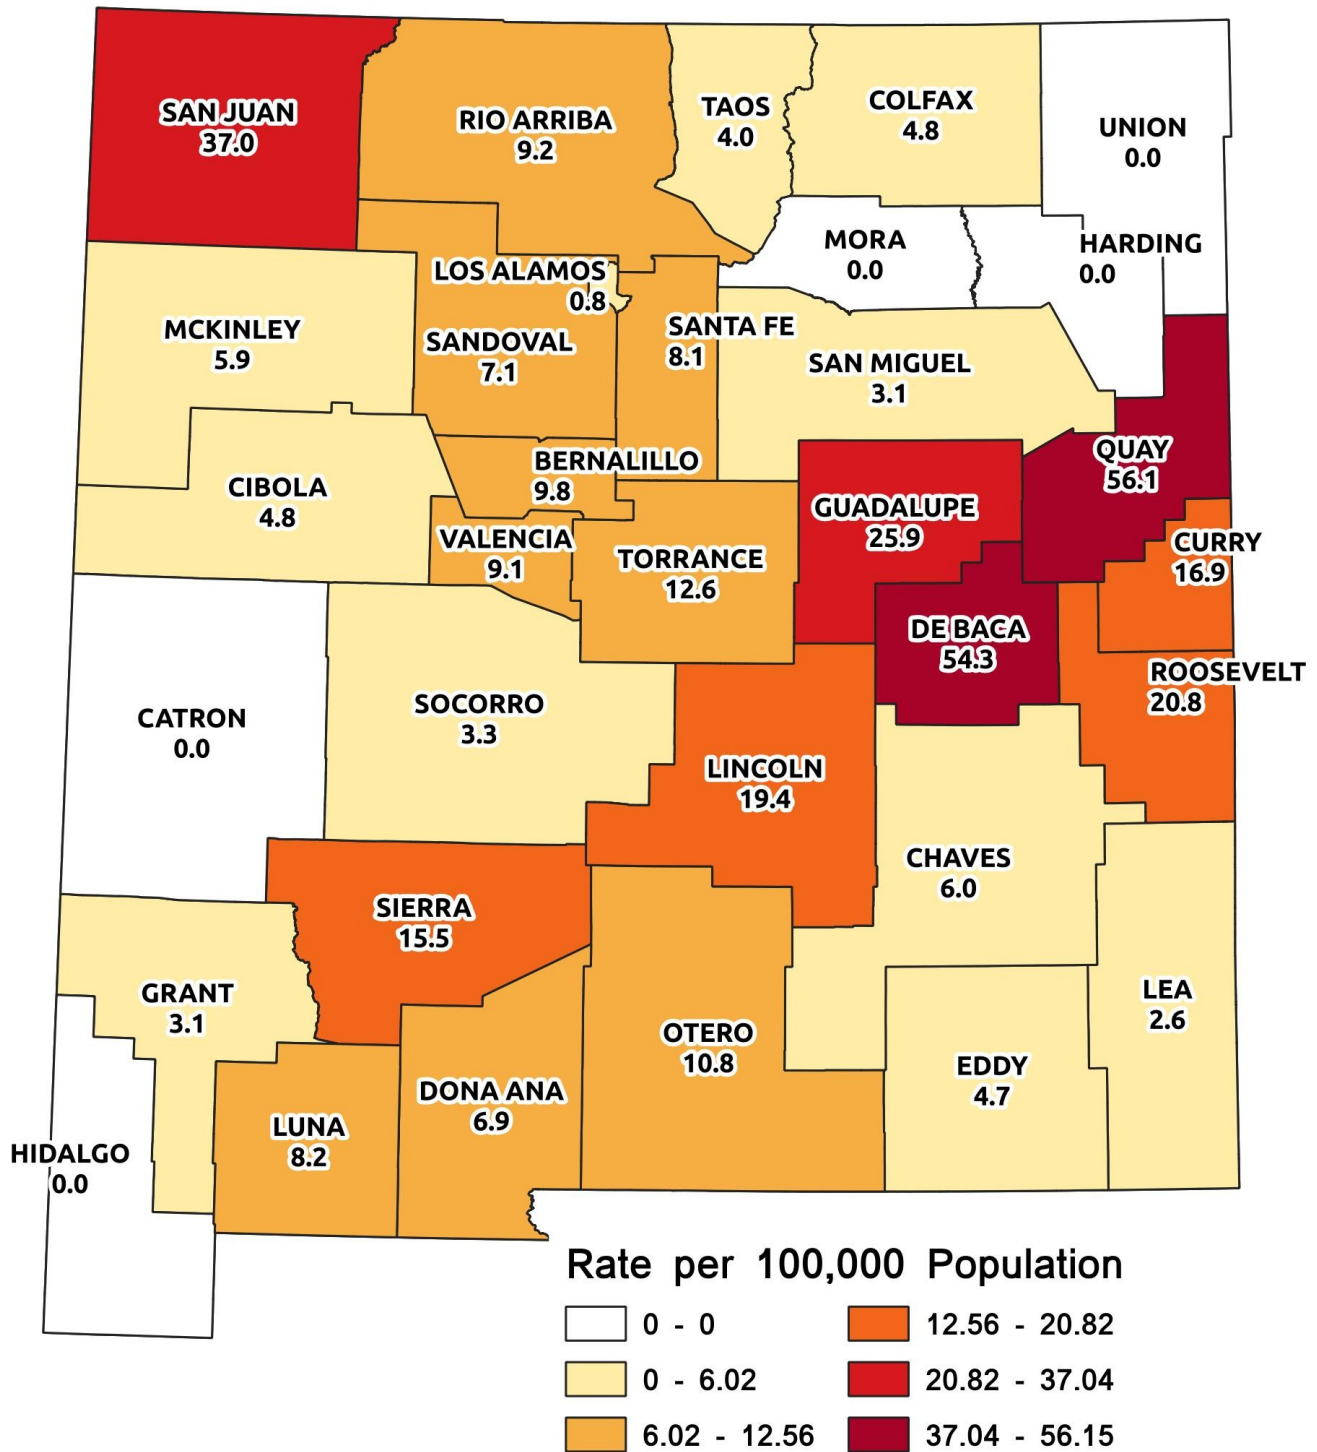 SAN JUAN
37.0
RIO ARRIBA
9.2
TAOS
4.0
COLFAX
4.8
UNION
0.0
MORA
0.0
HARDING
0.0
LOS ALAMOS
0.8
MCKINLEY
5.9
SANDOVAL
7.1
SANTA FE
8.1
SAN MIGUEL
3.1
QUAY
56.1
BERNALILLO
9.8
CIBOLA
4.8
GUADALUPE
25.9
VALENCIA
9.1
TORRANCE
12.6
CURRY
16.9
DE BACA
54.3
ROOSEVELT
20.8
CATRON
0.0
SOCORRO
3.3
LINCOLN
19.4
CHAVES
6.0
SIERRA
15.5
GRANT
3.1
LEA
2.6
OTERO
10.8
EDDY
4.7
DONA ANA
6.9
LUNA
8.2
HIDALGO
0.0
Rate per 100,000 Population
0 - 0
0 - 6.02
6.02 - 12.56
12.56 - 20.82
20.82 - 37.04
37.04 - 56.15